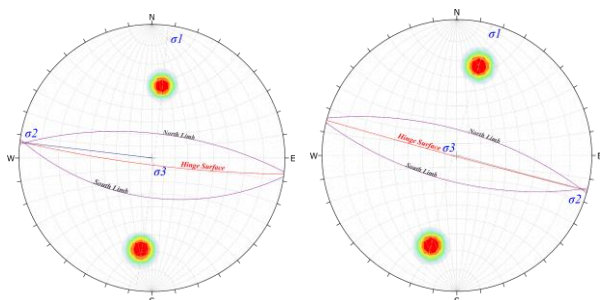 N
σ1
σ2
North Limb
W
E
Hinge Surface
σ3
South Limb
N
σ1
North Limb
Hinge Surface
σ3
W
E
South Limb
σ2